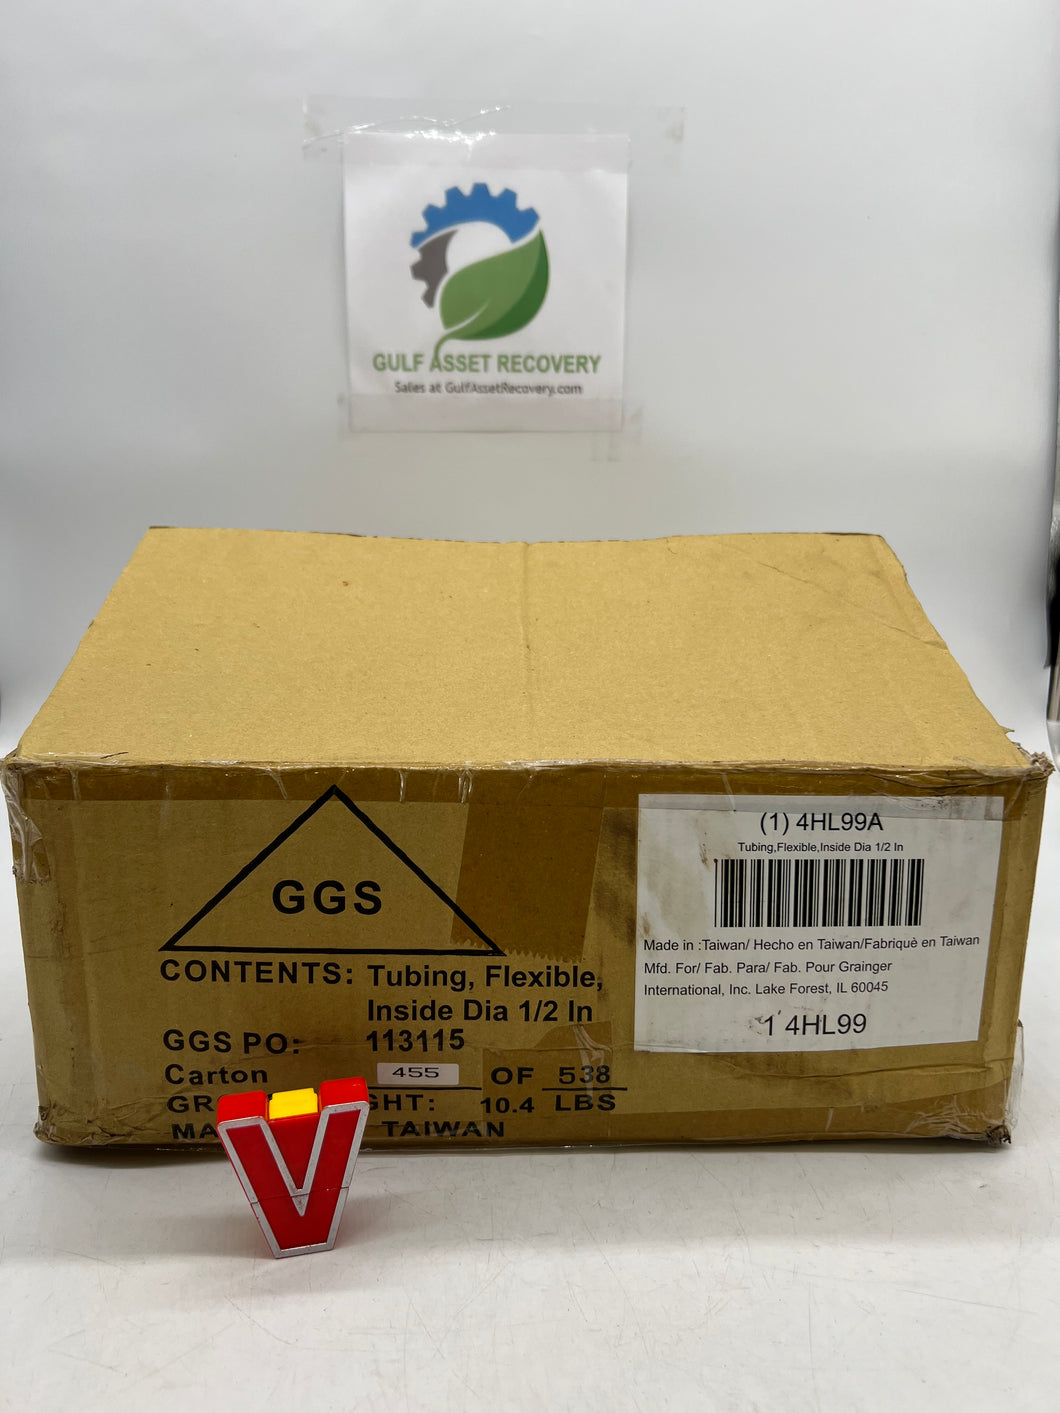 GULF ASSET RECOVERY
Sales at GulfAssetRecovery.com
GGS
CONTENTS: Tubing, Flexible,
Inside Dia 1/2 In
GGS PO: 113115
Carton 455 OF 538
GR GHT: 10.4 LBS
MA TAIWAN
(1) 4HL99A
Tubing,Flexible,Inside Dia 1/2 In
Made in :Taiwan/ Hecho en Taiwan/Fabriquè en Taiwan
Mfd. For/ Fab. Para/ Fab. Pour Grainger
International, Inc. Lake Forest, IL 60045
1 4HL99
V